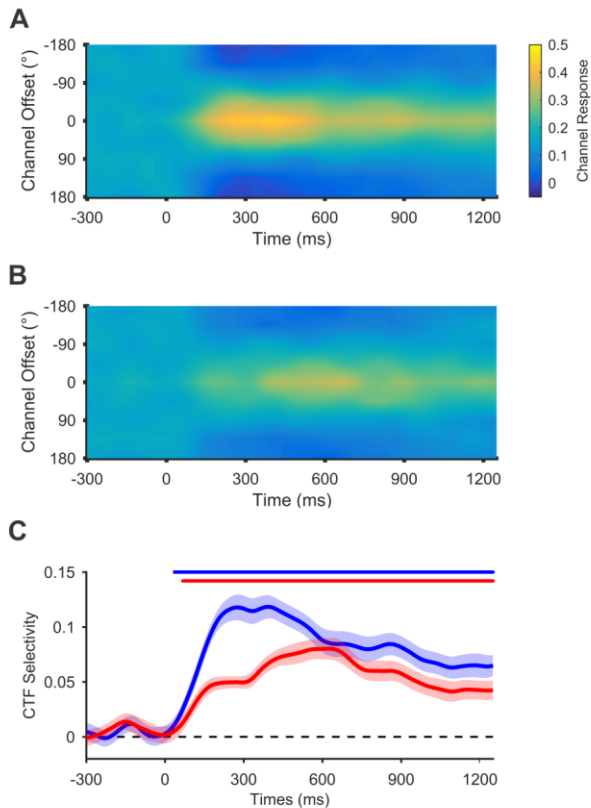 A
-180
-90
0
90
180
Channel Offset (°)
-300 0 300 600 900 1200
Time (ms)
0.5
0.4
0.3
0.2
0.1
0
Channel Response
B
-180
-90
0
90
180
Channel Offset (°)
-300 0 300 600 900 1200
Time (ms)
C
0.15
0.1
0.05
0
CTF Selectivity
-300 0 300 600 900 1200
Times (ms)